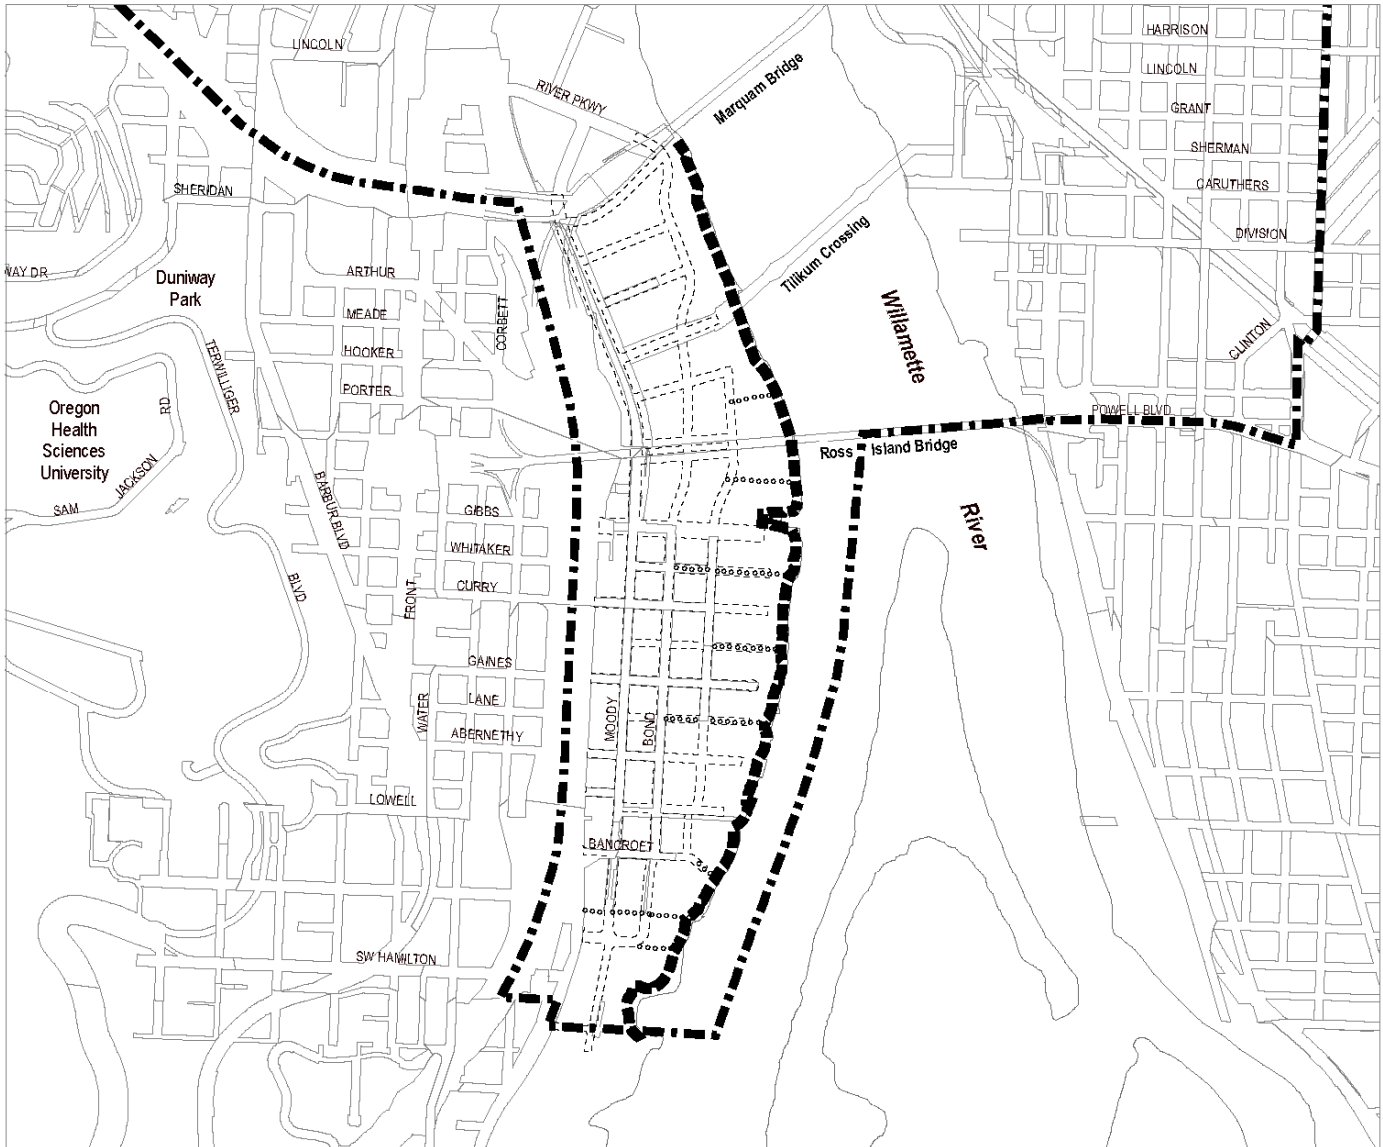 HARRISON
LINCOLN
LINCOLN
RIVER PKWY
Marquam Bridge
GRANT
SHERMAN
SHERIDAN
CARUTHERS
DIVISION
WAY DR
Duniway
Park
ARTHUR
Tilikum Crossing
MEADE
CORBETT
Willamette
HOOKER
CLINTON
TERWILLIGER
PORTER
Oregon
Health
Sciences
University
RD
POWELL BLVD
Ross Island Bridge
JACKSON
SAM
BARBUR BLVD
GIBBS
River
WHITAKER
BLVD
FRONT
CURRY
GAINES
WATER
LANE
MOODY
BOND
ABERNETHY
LOWELL
BANCROFT
SW HAMILTON